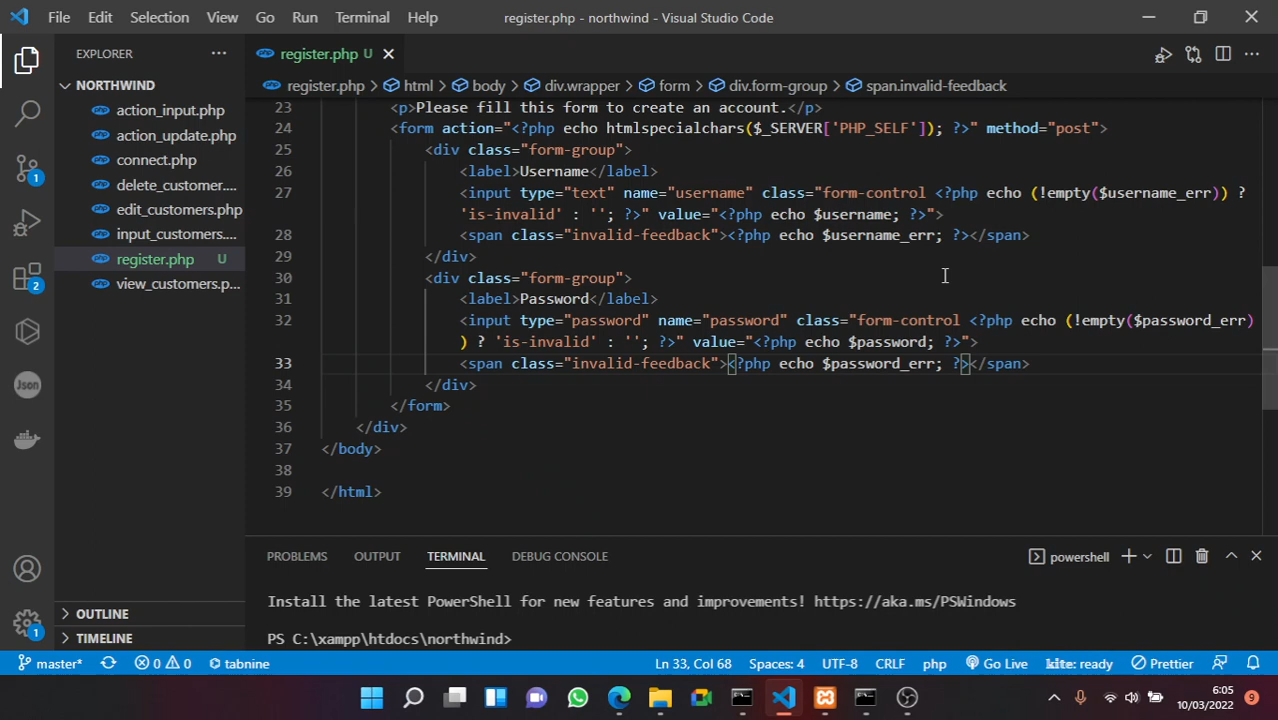 File Edit Selection View Go Run Terminal Help register.php - northwind - Visual Studio Code
EXPLORER ···
register.php U
NORTHWIND
register.php > html > body > div.wrapper > form > div.form-group > span.invalid-feedback
action_input.php
action_update.php
connect.php
delete_customer....
edit_customers.php
input_customers....
register.php U
view_customers.p...
OUTLINE
TIMELINE
23 <p>Please fill this form to create an account.</p>
24 <form action="<?php echo htmlspecialchars($_SERVER['PHP_SELF']); ?>" method="post">
25 <div class="form-group">
26 <label>Username</label>
27 <input type="text" name="username" class="form-control <?php echo (!empty($username_err)) ?
'is-invalid' : ''; ?>" value="<?php echo $username; ?>">
28 <span class="invalid-feedback"><?php echo $username_err; ?></span>
29 </div>
30 <div class="form-group">
31 <label>Password</label>
32 <input type="password" name="password" class="form-control <?php echo (!empty($password_err)
) ? 'is-invalid' : ''; ?>" value="<?php echo $password; ?>">
33 <span class="invalid-feedback"><?php echo $password_err; ?></span>
34 </div>
35 </form>
36 </div>
37 </body>
38
39 </html>
PROBLEMS OUTPUT TERMINAL DEBUG CONSOLE powershell
Install the latest PowerShell for new features and improvements! https://aka.ms/PSWindows
PS C:\xampp\htdocs\northwind>
1
2
Json
1
master* 0 0 tabnine Ln 33, Col 68 Spaces: 4 UTF-8 CRLF php Go Live kite: ready Prettier
6:05
10/03/2022
9